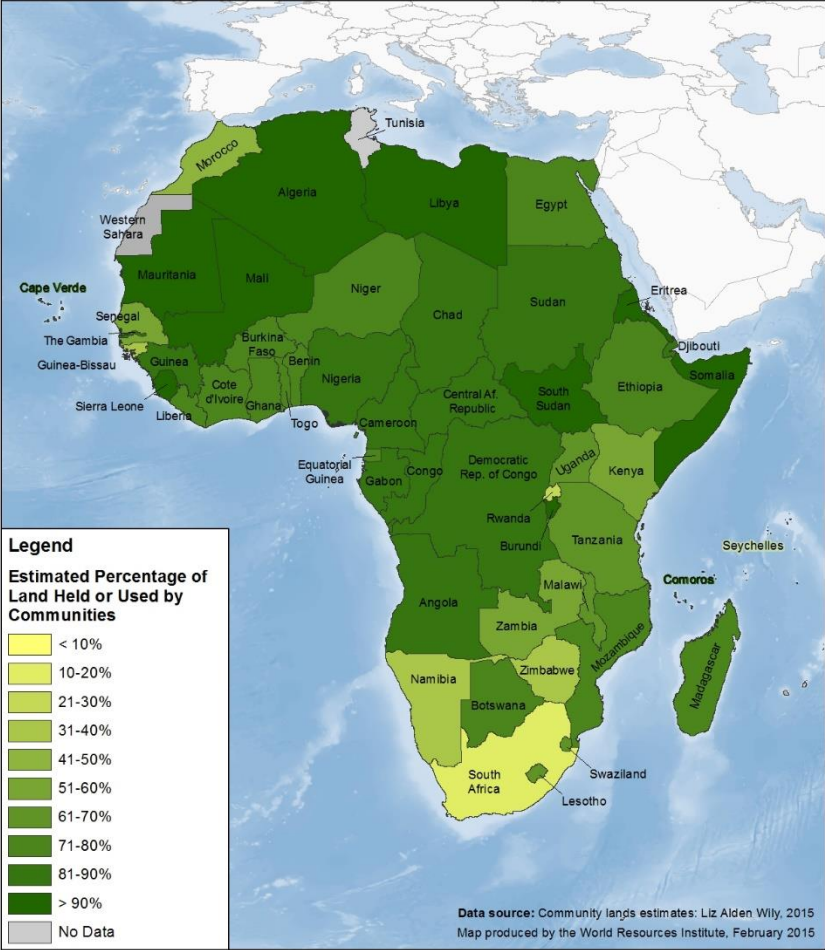 Tunisia
Morocco
Algeria
Libya
Egypt
Western
Sahara
Mauritania
Mali
Niger
Chad
Sudan
Eritrea
Cape Verde
Senegal
The Gambia
Guinea-Bissau
Guinea
Sierra Leone
Liberia
Cote
d'Ivoire
Burkina
Faso
Ghana
Togo
Benin
Nigeria
Cameroon
Central Af.
Republic
South
Sudan
Ethiopia
Djibouti
Somalia
Equatorial
Guinea
Gabon
Congo
Democratic
Rep. of Congo
Uganda
Kenya
Rwanda
Burundi
Tanzania
Seychelles
Comoros
Angola
Zambia
Malawi
Mozambique
Madagascar
Namibia
Zimbabwe
Botswana
South
Africa
Swaziland
Lesotho
Legend
Estimated Percentage of
Land Held or Used by
Communities
< 10%
10-20%
21-30%
31-40%
41-50%
51-60%
61-70%
71-80%
81-90%
> 90%
No Data
Data source: Community lands estimates: Liz Alden Wily, 2015
Map produced by the World Resources Institute, February 2015